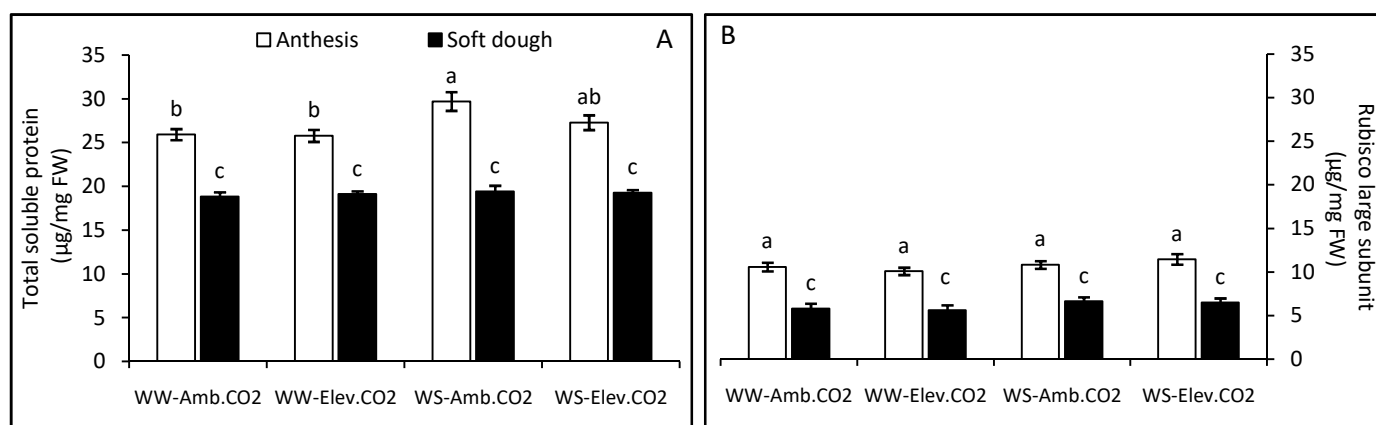 Anthesis Soft dough A
Total soluble protein
(µg/mg FW)
35
30
25
20
15
10
5
0
b b a ab
c c c c
WW-Amb.CO2 WW-Elev.CO2 WS-Amb.CO2 WS-Elev.CO2
B
a a a a
c c c c
WW-Amb.CO2 WW-Elev.CO2 WS-Amb.CO2 WS-Elev.CO2
35
30
25
20
15
10
5
0
Rubisco large subunit
(µg/mg FW)